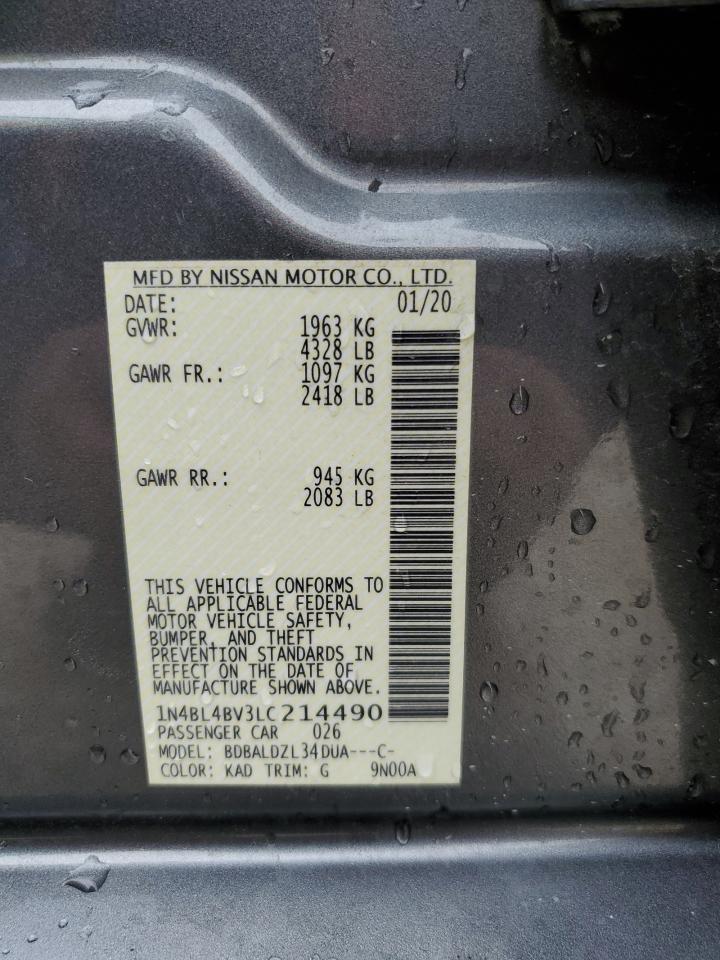 MFD BY NISSAN MOTOR CO., LTD.
DATE: 01/20
GVWR: 1963 KG
4328 LB
GAWR FR.: 1097 KG
2418 LB
GAWR RR.: 945 KG
2083 LB
THIS VEHICLE CONFORMS TO
ALL APPLICABLE FEDERAL
MOTOR VEHICLE SAFETY,
BUMPER, AND THEFT
PREVENTION STANDARDS IN
EFFECT ON THE DATE OF
MANUFACTURE SHOWN ABOVE.
1N4BL4BV3LC214490
PASSENGER CAR 026
MODEL: BDBALDZL34DUA---C-
COLOR: KAD TRIM: G 9N00A